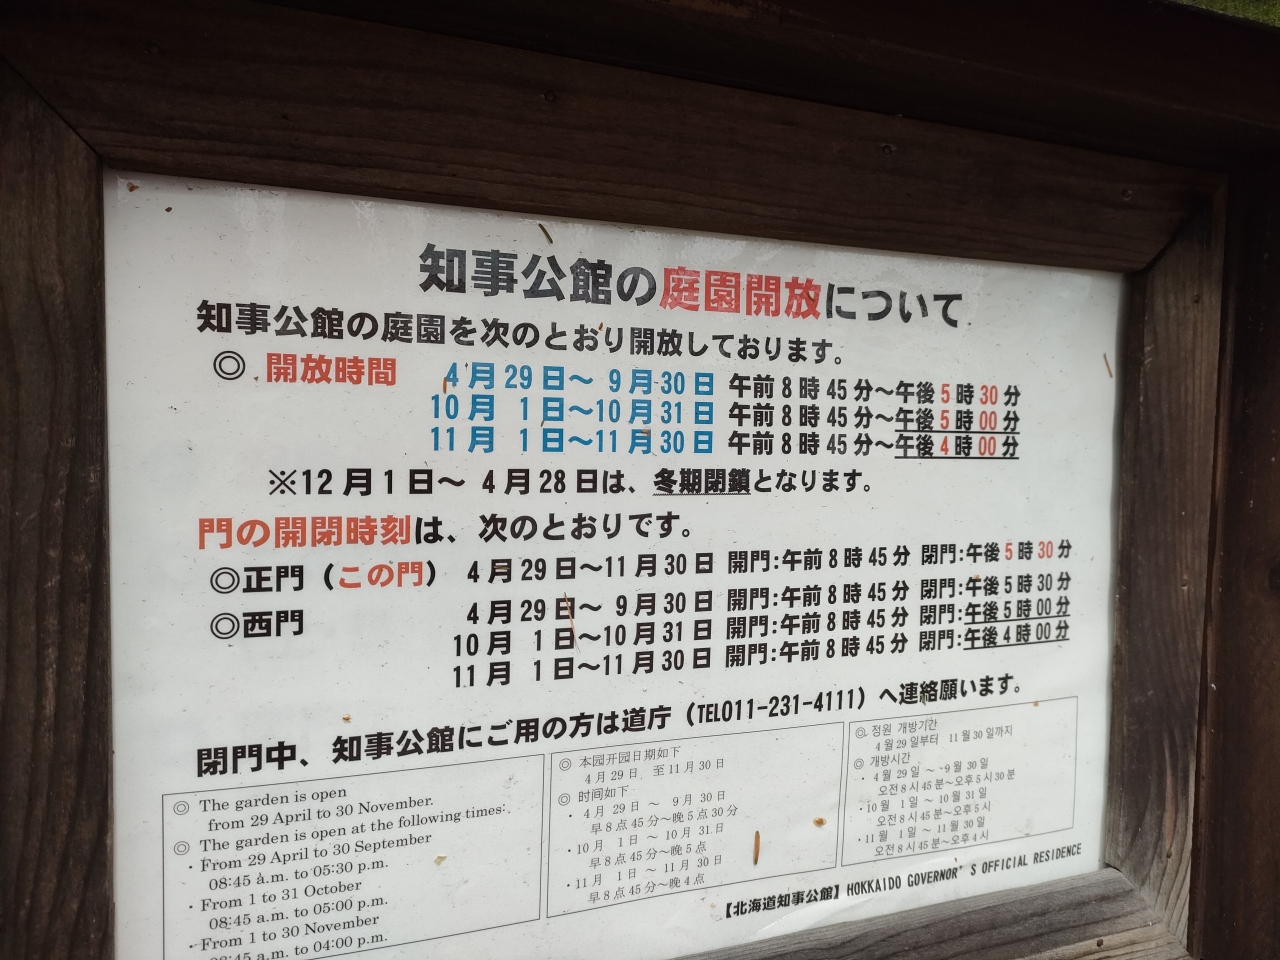 知事公館の庭園開放について
知事公館の庭園を次のとおり開放しております。
◎ 開放時間 4月29日～ 9月30日 午前8時45分～午後5時30分
10月 1日～10月31日 午前8時45分～午後5時00分
11月 1日～11月30日 午前8時45分～午後4時00分
※12月1日～ 4月28日は、冬期閉鎖となります。
門の開閉時刻は、次のとおりです。
◎正門（この門） 4月29日～11月30日 開門:午前8時45分 閉門:午後5時30分
◎西門 4月29日～ 9月30日 開門:午前8時45分 閉門:午後5時30分
10月 1日～10月31日 開門:午前8時45分 閉門:午後5時00分
11月 1日～11月30日 開門:午前8時45分 閉門:午後4時00分
閉門中、知事公館にご用の方は道庁（TEL011-231-4111）へ連絡願います。
◎ The garden is open
from 29 April to 30 November.
◎ The garden is open at the following times:
・From 29 April to 30 September
08:45 a.m. to 05:30 p.m.
・From 1 to 31 October
08:45 a.m. to 05:00 p.m.
・From 1 to 30 November
08:45 a.m. to 04:00 p.m.
◎ 本园开园日期如下
4月29日 至11月30日
◎ 时间如下
・4月29日 ～ 9月30日
早8点45分～晚5点30分
・10月 1日 ～ 10月31日
早8点45分～晚5点
・11月 1日 ～ 11月30日
早8点45分～晚4点
◎ 정원 개방기간
4월29일부터 11월30일까지
◎ 개방시간
・4월29일 ～ 9월30일
오전8시45분～오후5시30분
・10월 1일 ～ 10월31일
오전8시45분～오후5시
・11월 1일 ～ 11월30일
오전8시45분～오후4시
【北海道知事公館】HOKKAIDO GOVERNOR'S OFFICIAL RESIDENCE